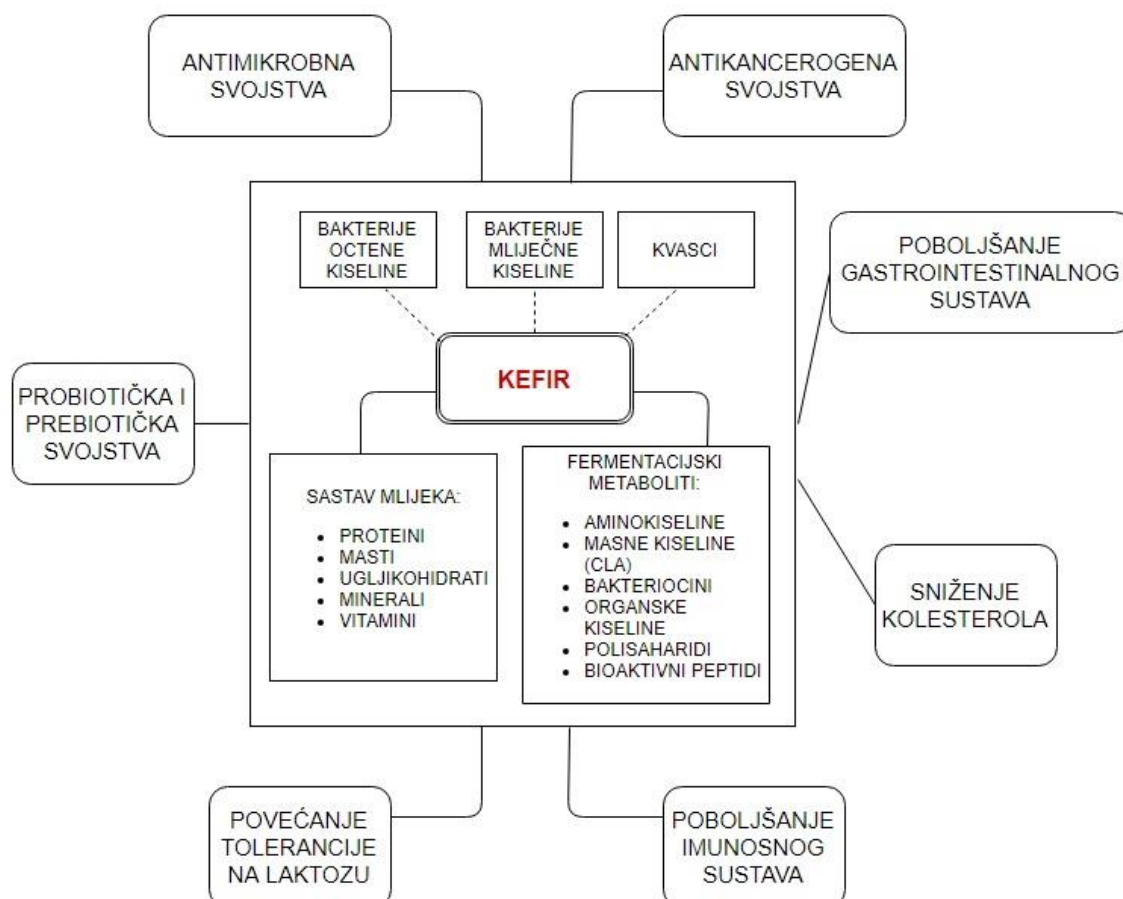 ANTIMIKROBNA
SVOJSTVA
ANTIKANCEROGENA
SVOJSTVA
BAKTERIJE
OCTENE
KISELINE
BAKTERIJE
MLIJEČNE
KISELINE
KVASCI
POBOLJŠANJE
GASTROINTESTINALNOG
SUSTAVA
KEFIR
PROBIOTIČKA I
PREBIOTIČKA
SVOJSTVA
SASTAV MLIJEKA:
• PROTEINI
• MASTI
• UGLJIKOHIDRATI
• MINERALI
• VITAMINI
FERMENTACIJSKI
METABOLITI:
• AMINOKISELINE
• MASNE KISELINE
(CLA)
• BAKTERIOCINI
• ORGANSKE
KISELINE
• POLISAHARIDI
• BIOAKTIVNI PEPTIDI
SNIŽENJE
KOLESTEROLA
POVEĆANJE
TOLERANCIJE
NA LAKTOZU
POBOLJŠANJE
IMUNOSNOG
SUSTAVA